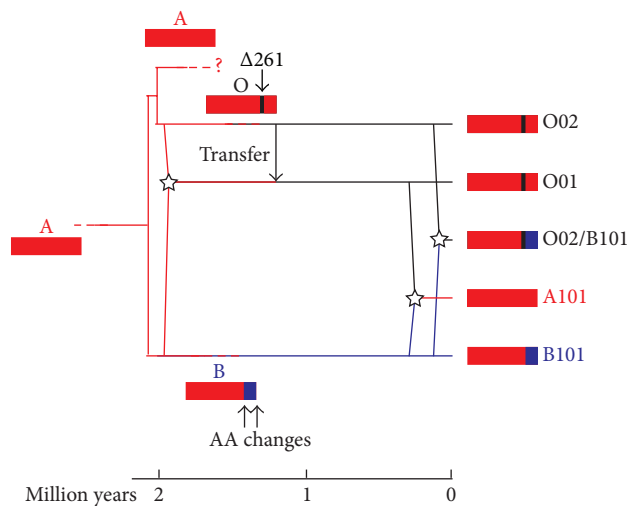 A
?
Δ261
O
O02
Transfer
O01
A
O02/B101
A101
B
B101
AA changes
Million years 2 1 0